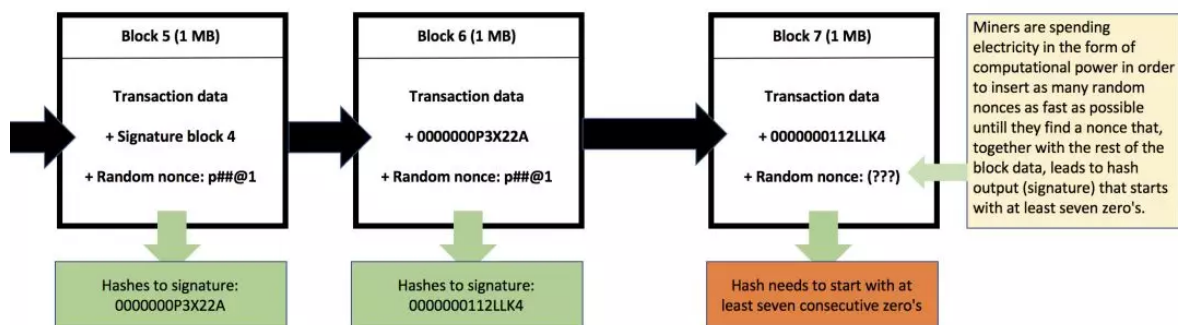 Block 5 (1 MB)
Transaction data
+ Signature block 4
+ Random nonce: p##@1
Hashes to signature:
0000000P3X22A
Block 6 (1 MB)
Transaction data
+ 0000000P3X22A
+ Random nonce: p##@1
Hashes to signature:
0000000112LLK4
Block 7 (1 MB)
Transaction data
+ 0000000112LLK4
+ Random nonce: (???)
Hash needs to start with at
least seven consecutive zero's
Miners are spending
electricity in the form of
computational power in order
to insert as many random
nonces as fast as possible
untill they find a nonce that,
together with the rest of the
block data, leads to hash
output (signature) that starts
with at least seven zero's.